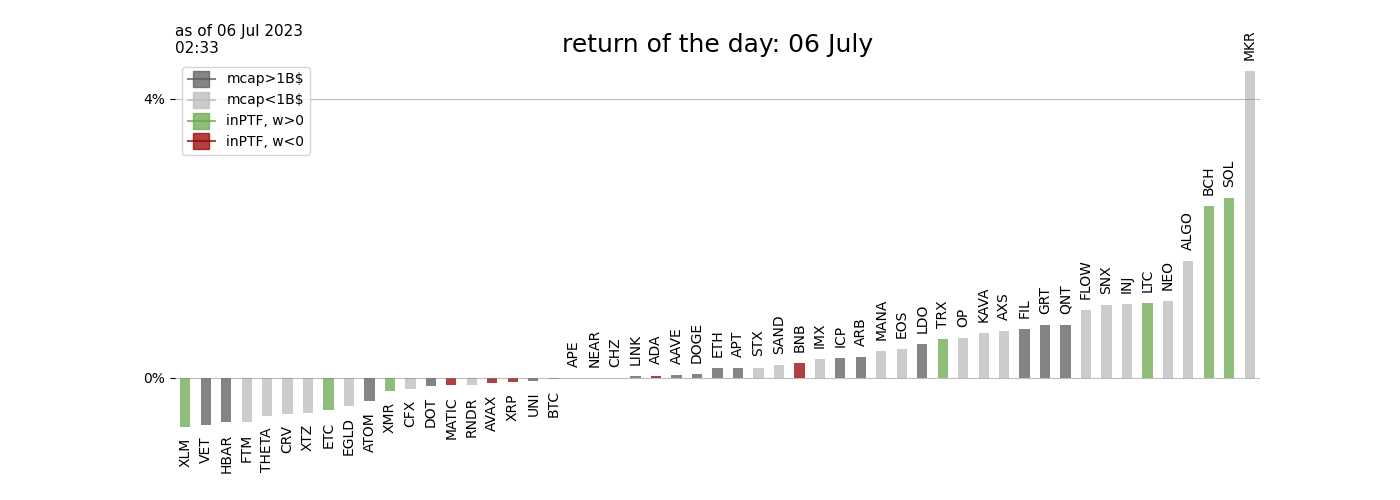 as of 06 Jul 2023
02:33
return of the day: 06 July
mcap>1B$
mcap<1B$
inPTF, w>0
inPTF, w<0
4%
0%
XLM
VET
HBAR
FTM
THETA
CRV
XTZ
ETC
EGLD
ATOM
XMR
CFX
DOT
MATIC
RNDR
AVAX
XRP
UNI
BTC
APE
NEAR
CHZ
LINK
ADA
AAVE
DOGE
ETH
APT
STX
SAND
BNB
IMX
ICP
ARB
MANA
EOS
LDO
TRX
OP
KAVA
AXS
FIL
GRT
QNT
FLOW
SNX
INJ
LTC
NEO
ALGO
BCH
SOL
MKR